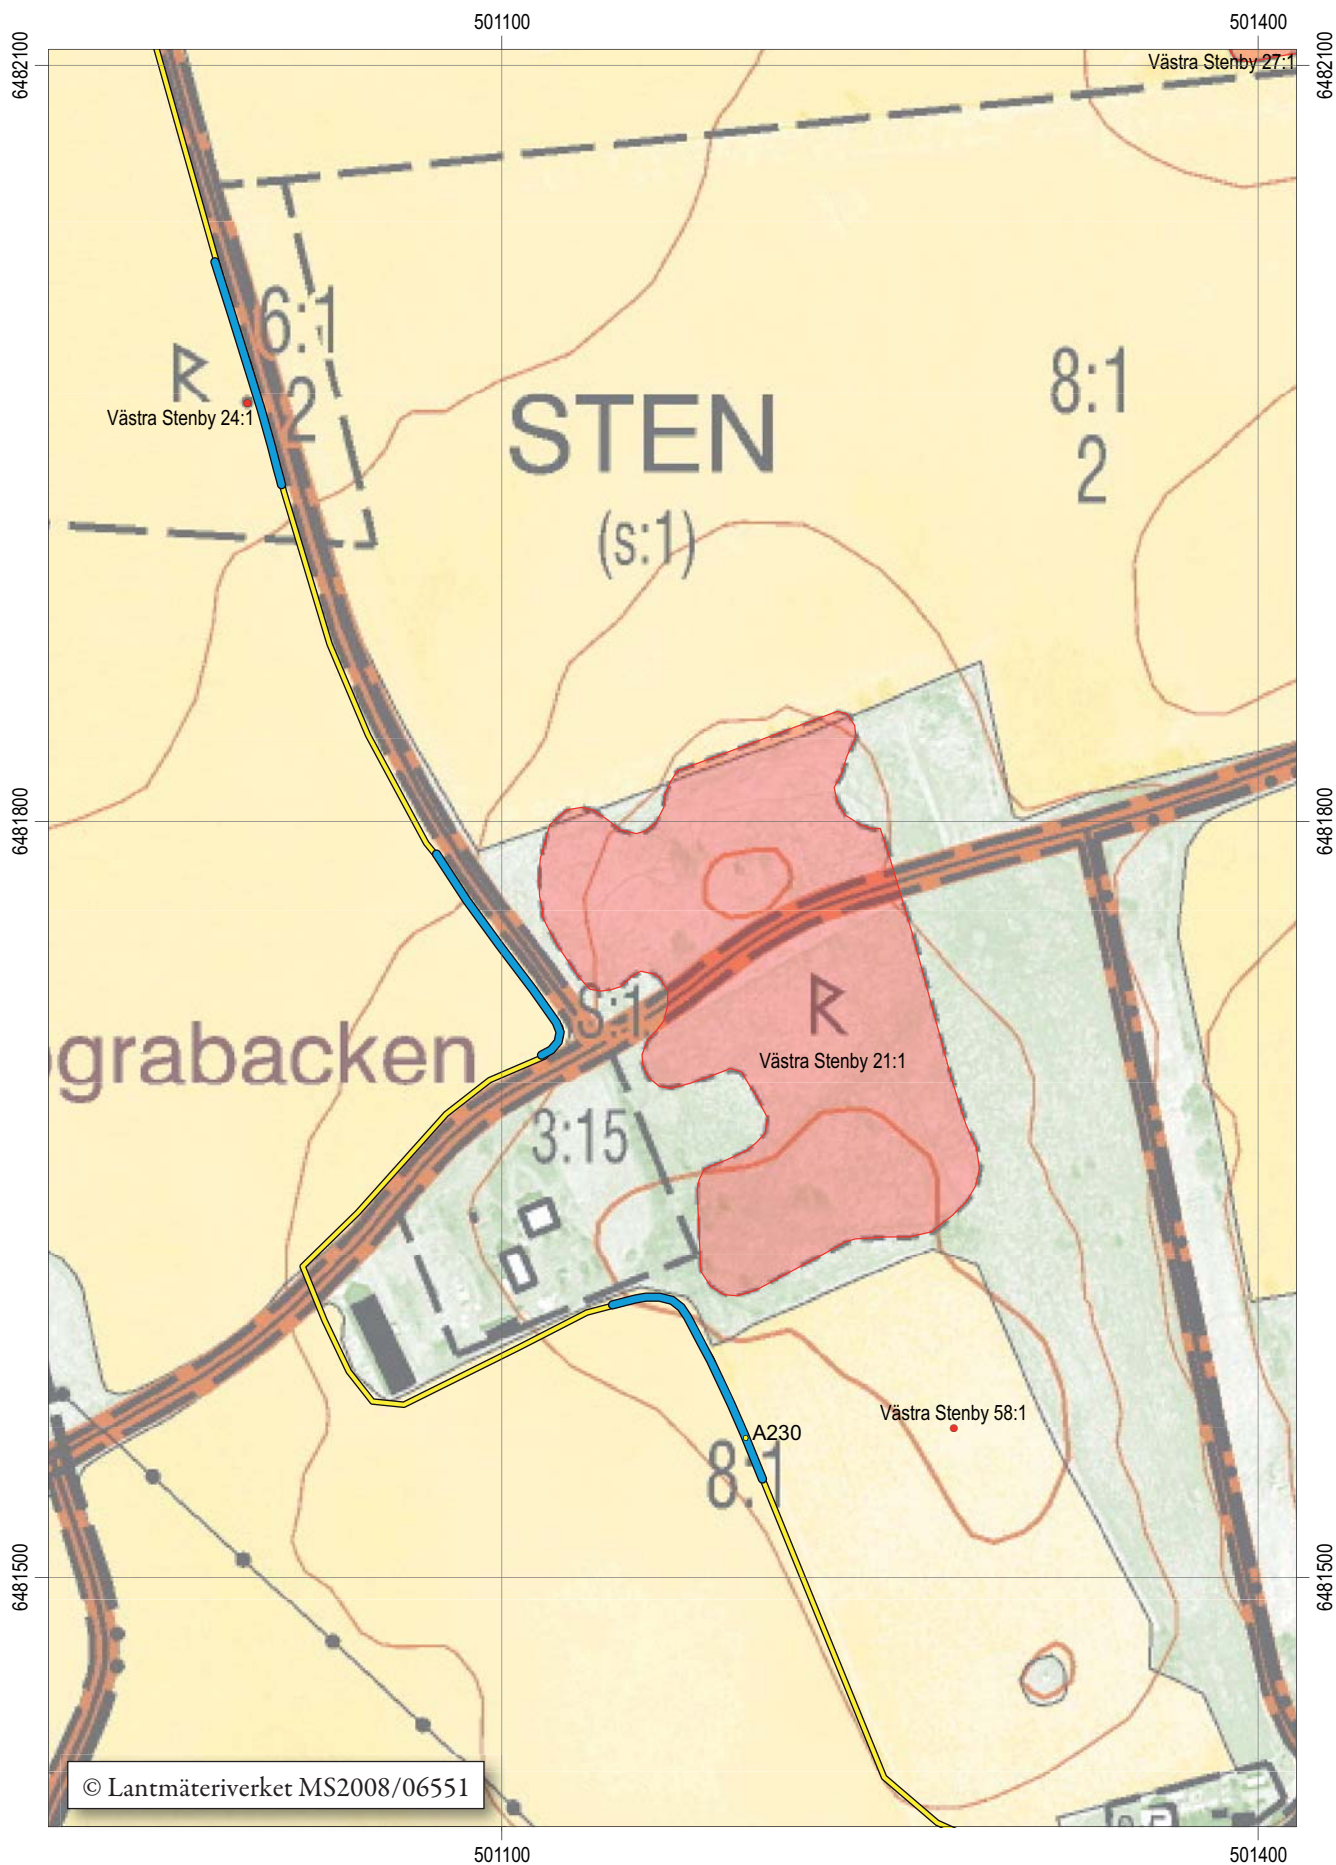 501100
501400
6482100
6482100
Västra Stenby 27:1
6:1
2
R
Västra Stenby 24:1
STEN
(s:1)
8:1
2
6481800
6481800
S:1
R
ograbacken
Västra Stenby 21:1
3:15
Västra Stenby 58:1
A230
8:1
6481500
6481500
© Lantmäteriverket MS2008/06551
501100
501400